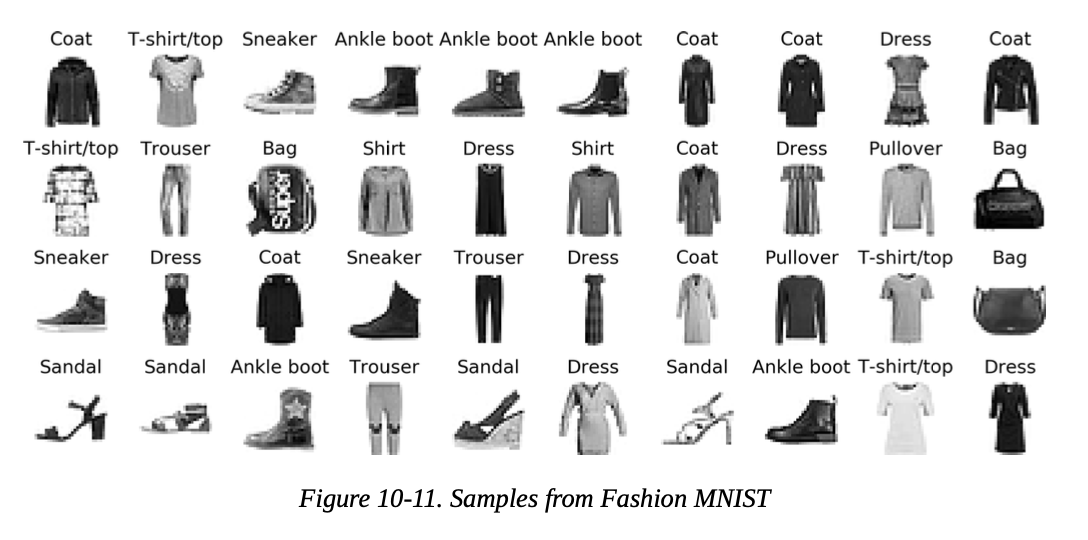 Coat T-shirt/top Sneaker Ankle boot Ankle boot Ankle boot Coat Coat Dress Coat
T-shirt/top Trouser Bag Shirt Dress Shirt Coat Dress Pullover Bag
Super
Sneaker Dress Coat Sneaker Trouser Dress Coat Pullover T-shirt/top Bag
Sandal Sandal Ankle boot Trouser Sandal Dress Sandal Ankle boot T-shirt/top Dress
Figure 10-11. Samples from Fashion MNIST